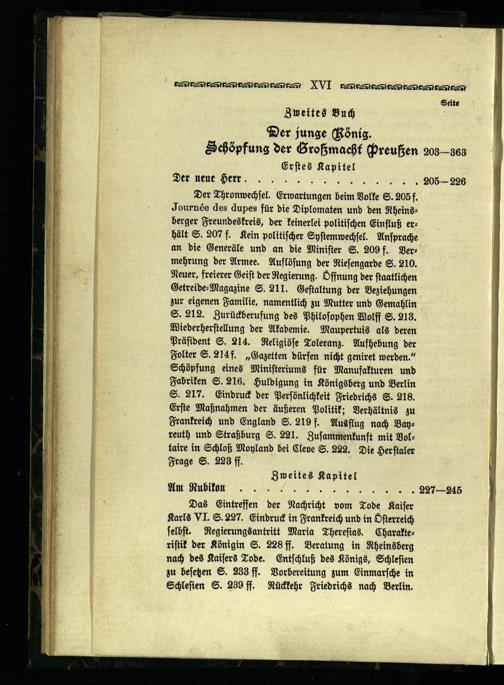 XVI
Seite
Zweites Buch
Der junge König.
Schöpfung der Großmacht Preußen 203—363
Erstes Kapitel
Der neue Herr . . . . . . . . . . . . . . . . 205—226
Der Thronwechsel. Erwartungen beim Volke S. 205 f.
Journée des dupes für die Diplomaten und den Rheins-
berger Freundeskreis, der keinerlei politischen Einfluß er-
hält S. 207 f. Kein politischer Systemwechsel. Ansprache
an die Generäle und an die Minister S. 209 f. Ver-
mehrung der Armee. Auflösung der Riesengarde S. 210.
Neuer, freierer Geist der Regierung. Öffnung der staatlichen
Getreide-Magazine S. 211. Gestaltung der Beziehungen
zur eigenen Familie, namentlich zu Mutter und Gemahlin
S. 212. Zurückberufung des Philosophen Wolff S. 213.
Wiederherstellung der Akademie. Maupertuis als deren
Präsident S. 214. Religiöse Toleranz. Aufhebung der
Folter S. 214 f. „Gazetten dürfen nicht geniret werden.“
Schöpfung eines Ministeriums für Manufakturen und
Fabriken S. 216. Huldigung in Königsberg und Berlin
S. 217. Eindruck der Persönlichkeit Friedrichs S. 218.
Erste Maßnahmen der äußeren Politik; Verhältnis zu
Frankreich und England S. 219 f. Ausflug nach Bay-
reuth und Straßburg S. 221. Zusammenkunft mit Vol-
taire in Schloß Moyland bei Cleve S. 222. Die Herstaler
Frage S. 223 ff.
Zweites Kapitel
Am Rubikon . . . . . . . . . . . . . . . . 227—245
Das Eintreffen der Nachricht vom Tode Kaiser
Karls VI. S. 227. Eindruck in Frankreich und in Österreich
selbst. Regierungsantritt Maria Theresias. Charakte-
ristik der Königin S. 228 ff. Beratung in Rheinsberg
nach des Kaisers Tode. Entschluß des Königs, Schlesien
zu besetzen S. 233 ff. Vorbereitung zum Einmarsche in
Schlesien S. 239 ff. Rückkehr Friedrichs nach Berlin.